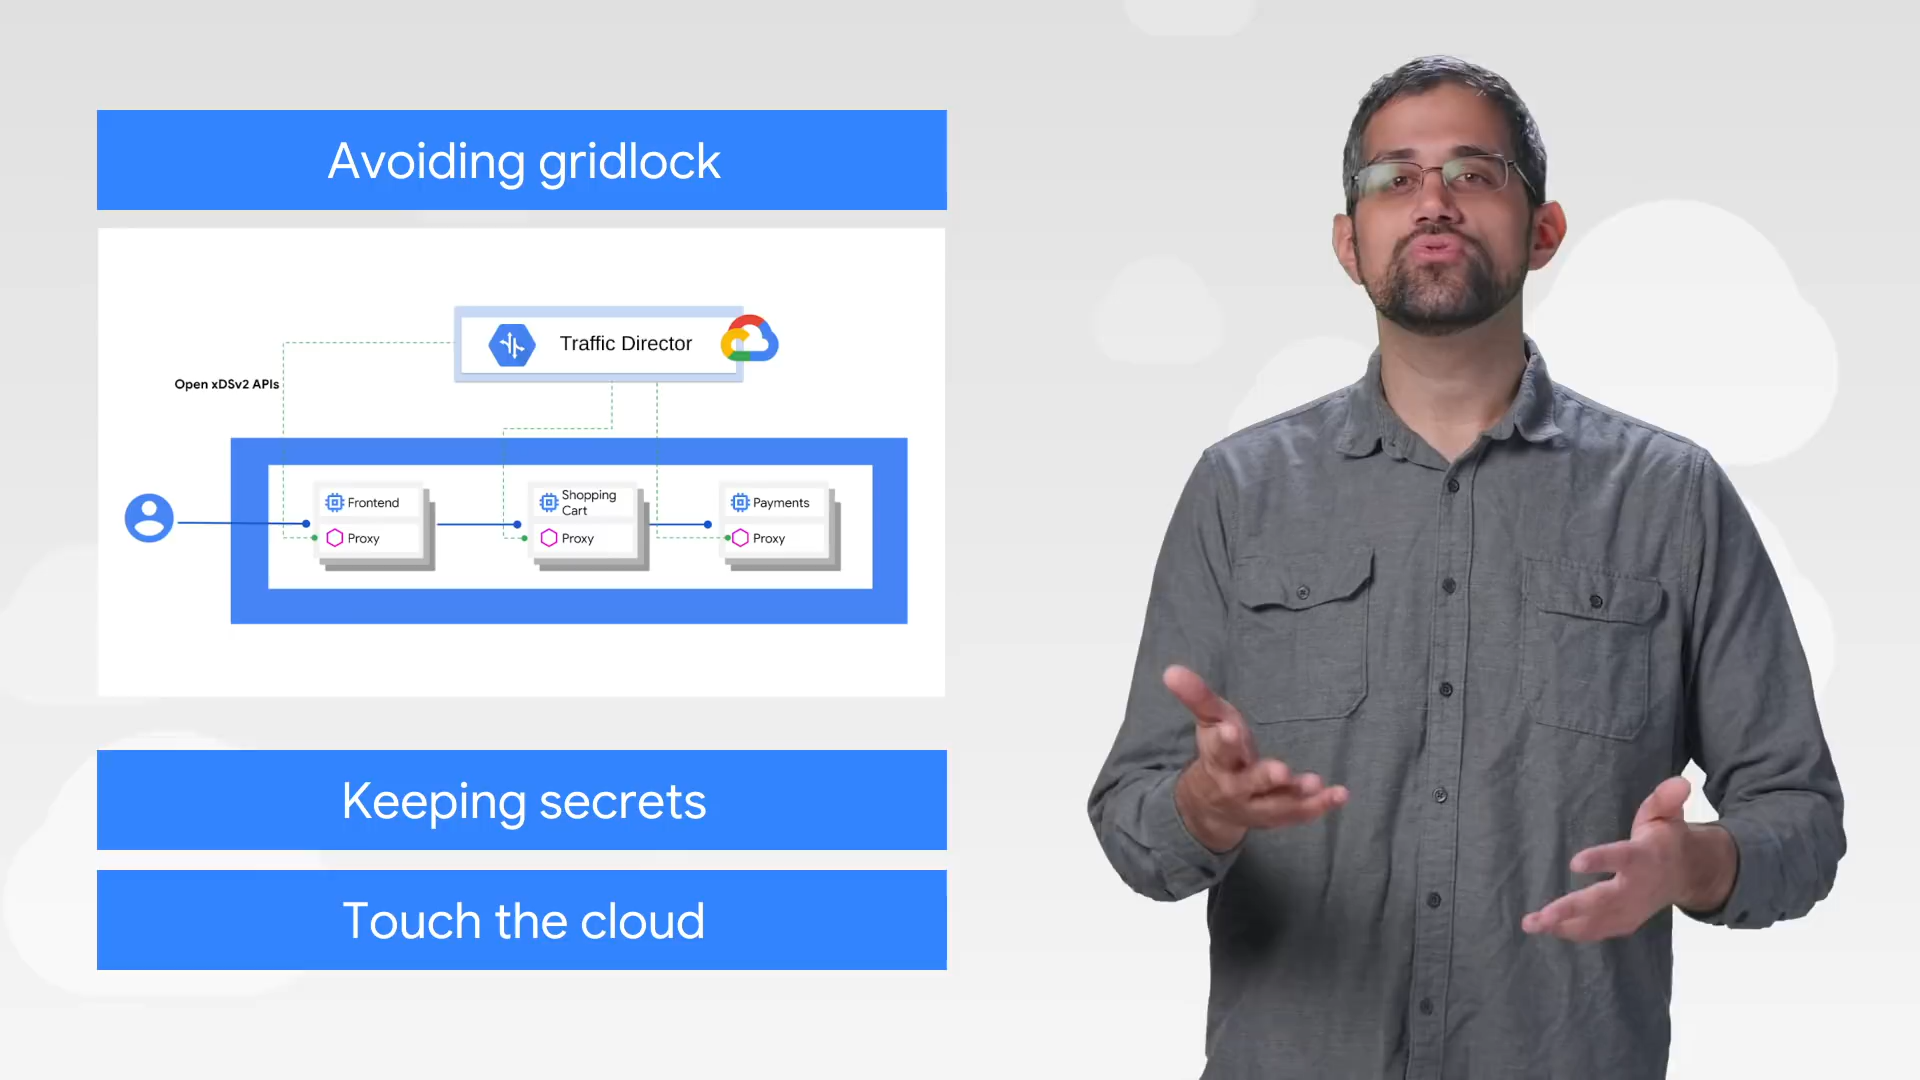 Avoiding gridlock
Traffic Director
Open xDSv2 APIs
Frontend
Proxy
Shopping
Cart
Proxy
Payments
Proxy
Keeping secrets
Touch the cloud